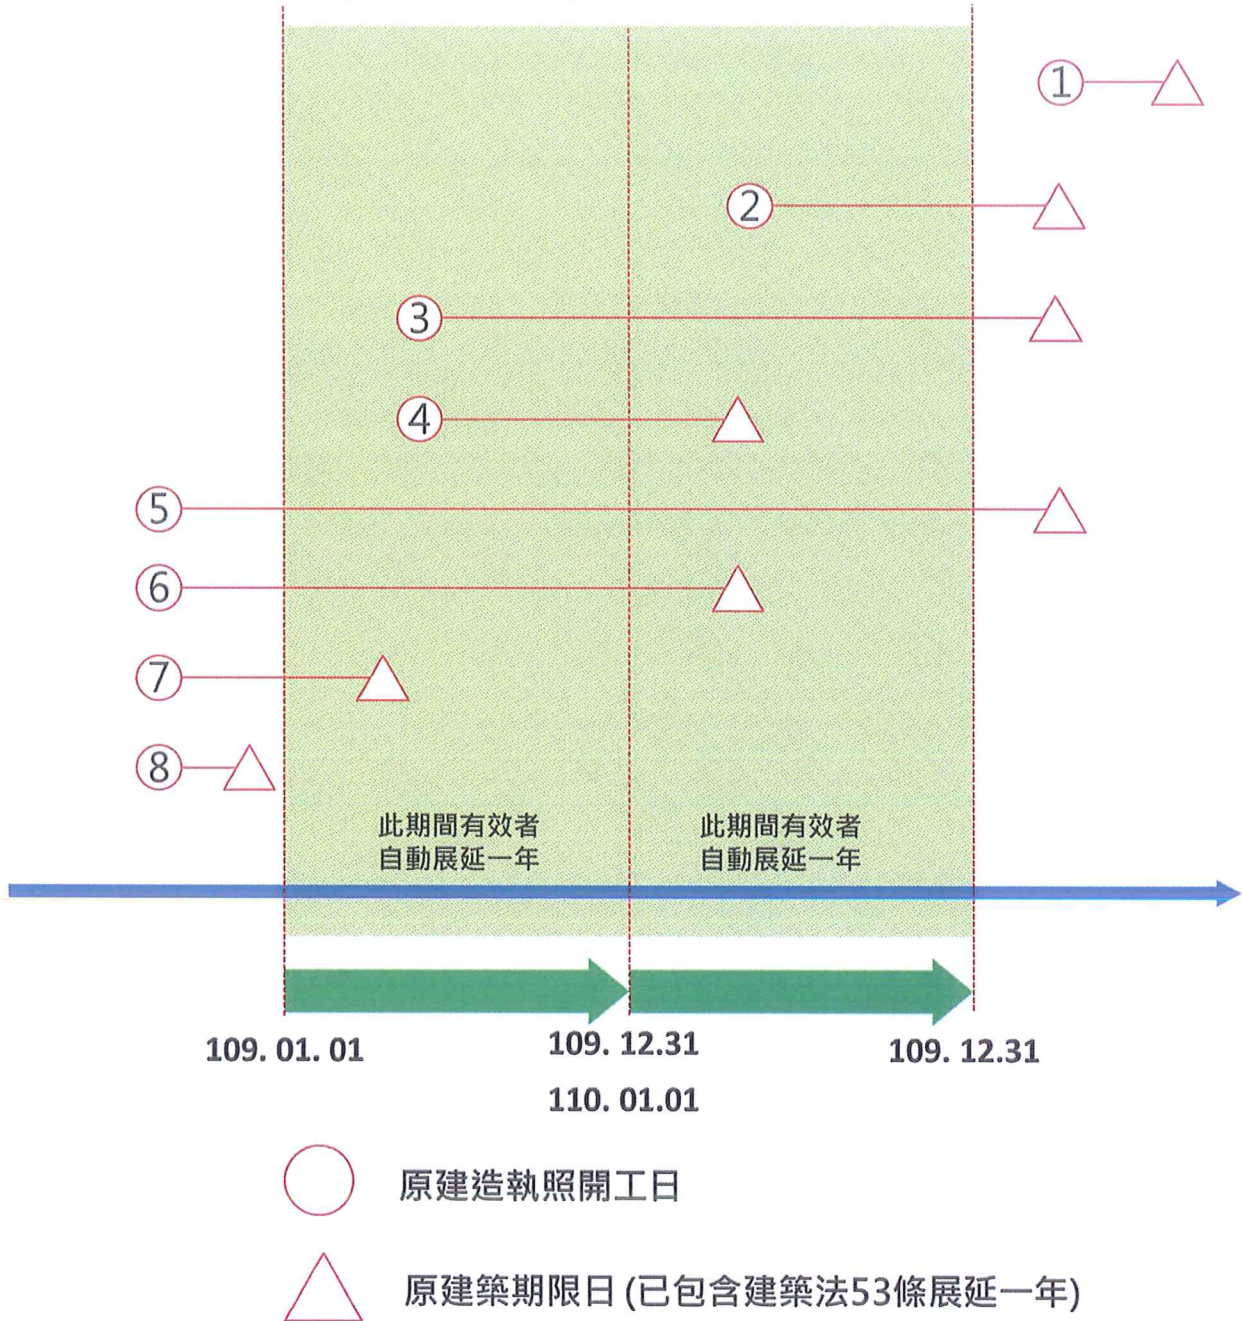 ①
②
③
④
⑤
⑥
⑦
⑧
此期間有效者
自動展延一年
此期間有效者
自動展延一年
109. 01. 01
109. 12.31
110. 01.01
109. 12.31
原建造執照開工日
原建築期限日 (已包含建築法53條展延一年)